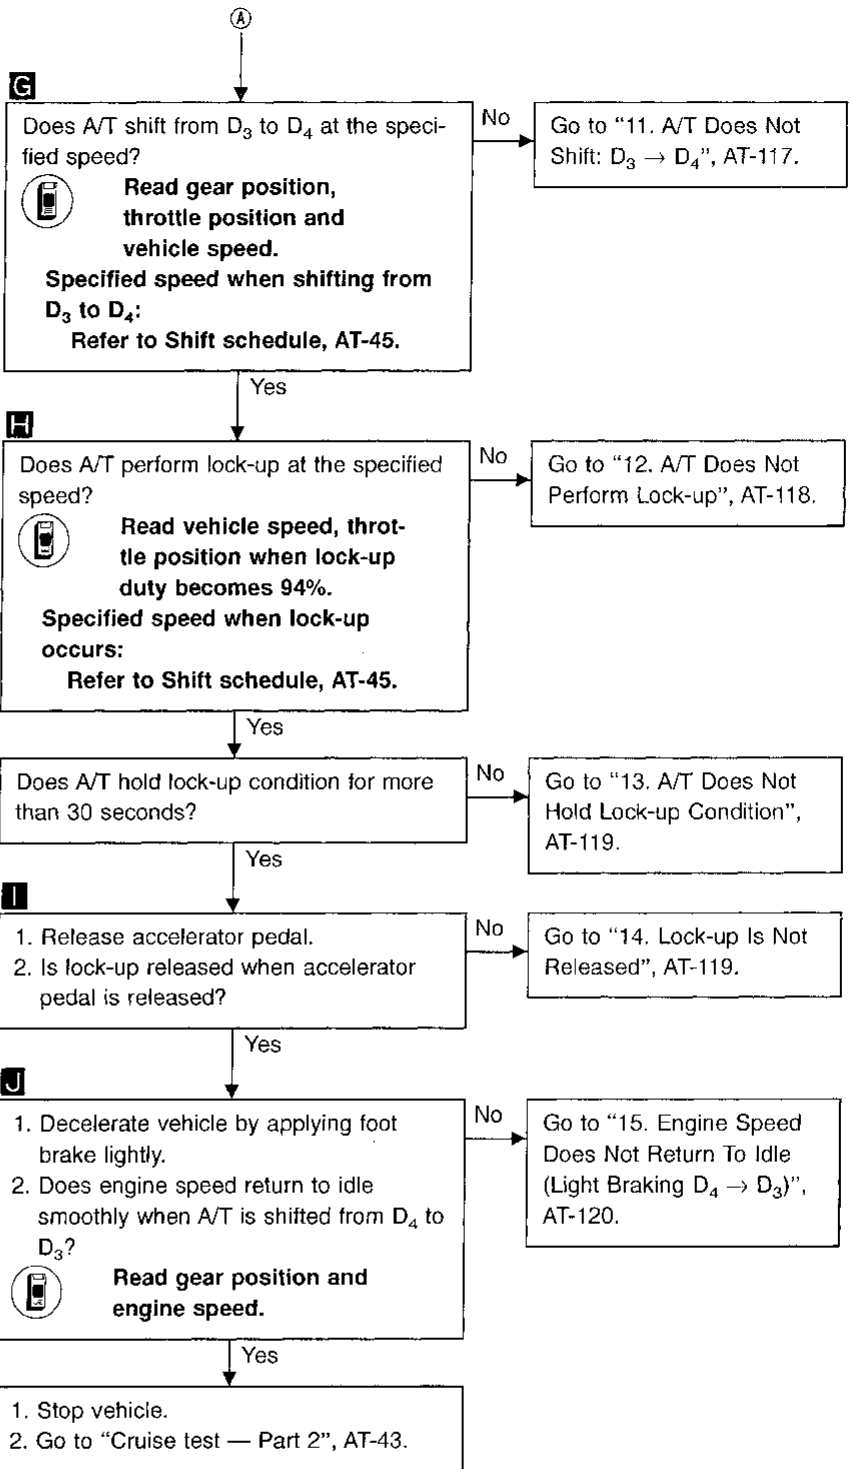 A
G
Does A/T shift from D₃ to D₄ at the speci-
fied speed?
Read gear position,
throttle position and
vehicle speed.
Specified speed when shifting from
D₃ to D₄:
Refer to Shift schedule, AT-45.
No
Go to “11. A/T Does Not
Shift: D₃ → D₄”, AT-117.
Yes
H
Does A/T perform lock-up at the specified
speed?
Read vehicle speed, throt-
tle position when lock-up
duty becomes 94%.
Specified speed when lock-up
occurs:
Refer to Shift schedule, AT-45.
No
Go to “12. A/T Does Not
Perform Lock-up”, AT-118.
Yes
Does A/T hold lock-up condition for more
than 30 seconds?
No
Go to “13. A/T Does Not
Hold Lock-up Condition”,
AT-119.
Yes
I
1. Release accelerator pedal.
2. Is lock-up released when accelerator
pedal is released?
No
Go to “14. Lock-up Is Not
Released”, AT-119.
Yes
J
1. Decelerate vehicle by applying foot
brake lightly.
2. Does engine speed return to idle
smoothly when A/T is shifted from D₄ to
D₃?
Read gear position and
engine speed.
No
Go to “15. Engine Speed
Does Not Return To Idle
(Light Braking D₄ → D₃)”,
AT-120.
Yes
1. Stop vehicle.
2. Go to “Cruise test — Part 2”, AT-43.